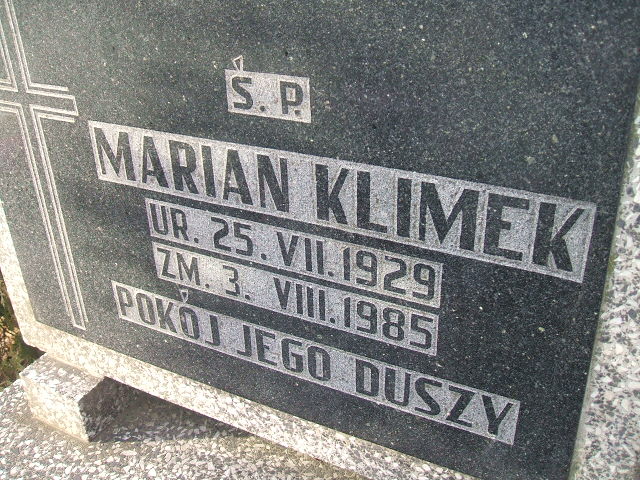 Ś. P.
MARIAN KLIMEK
UR. 25. VII. 1929
ZM. 3. VIII. 1985
POKÓJ JEGO DUSZY